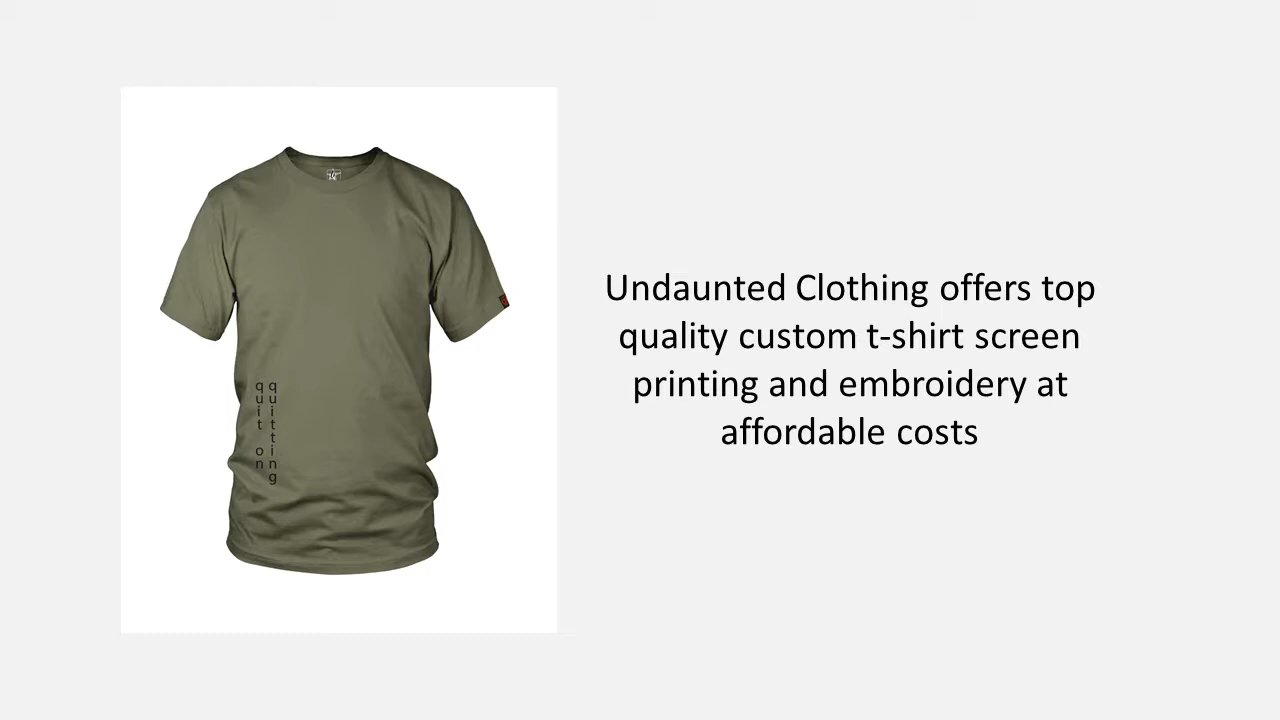 quit on
quitting
Undaunted Clothing offers top
quality custom t-shirt screen
printing and embroidery at
affordable costs